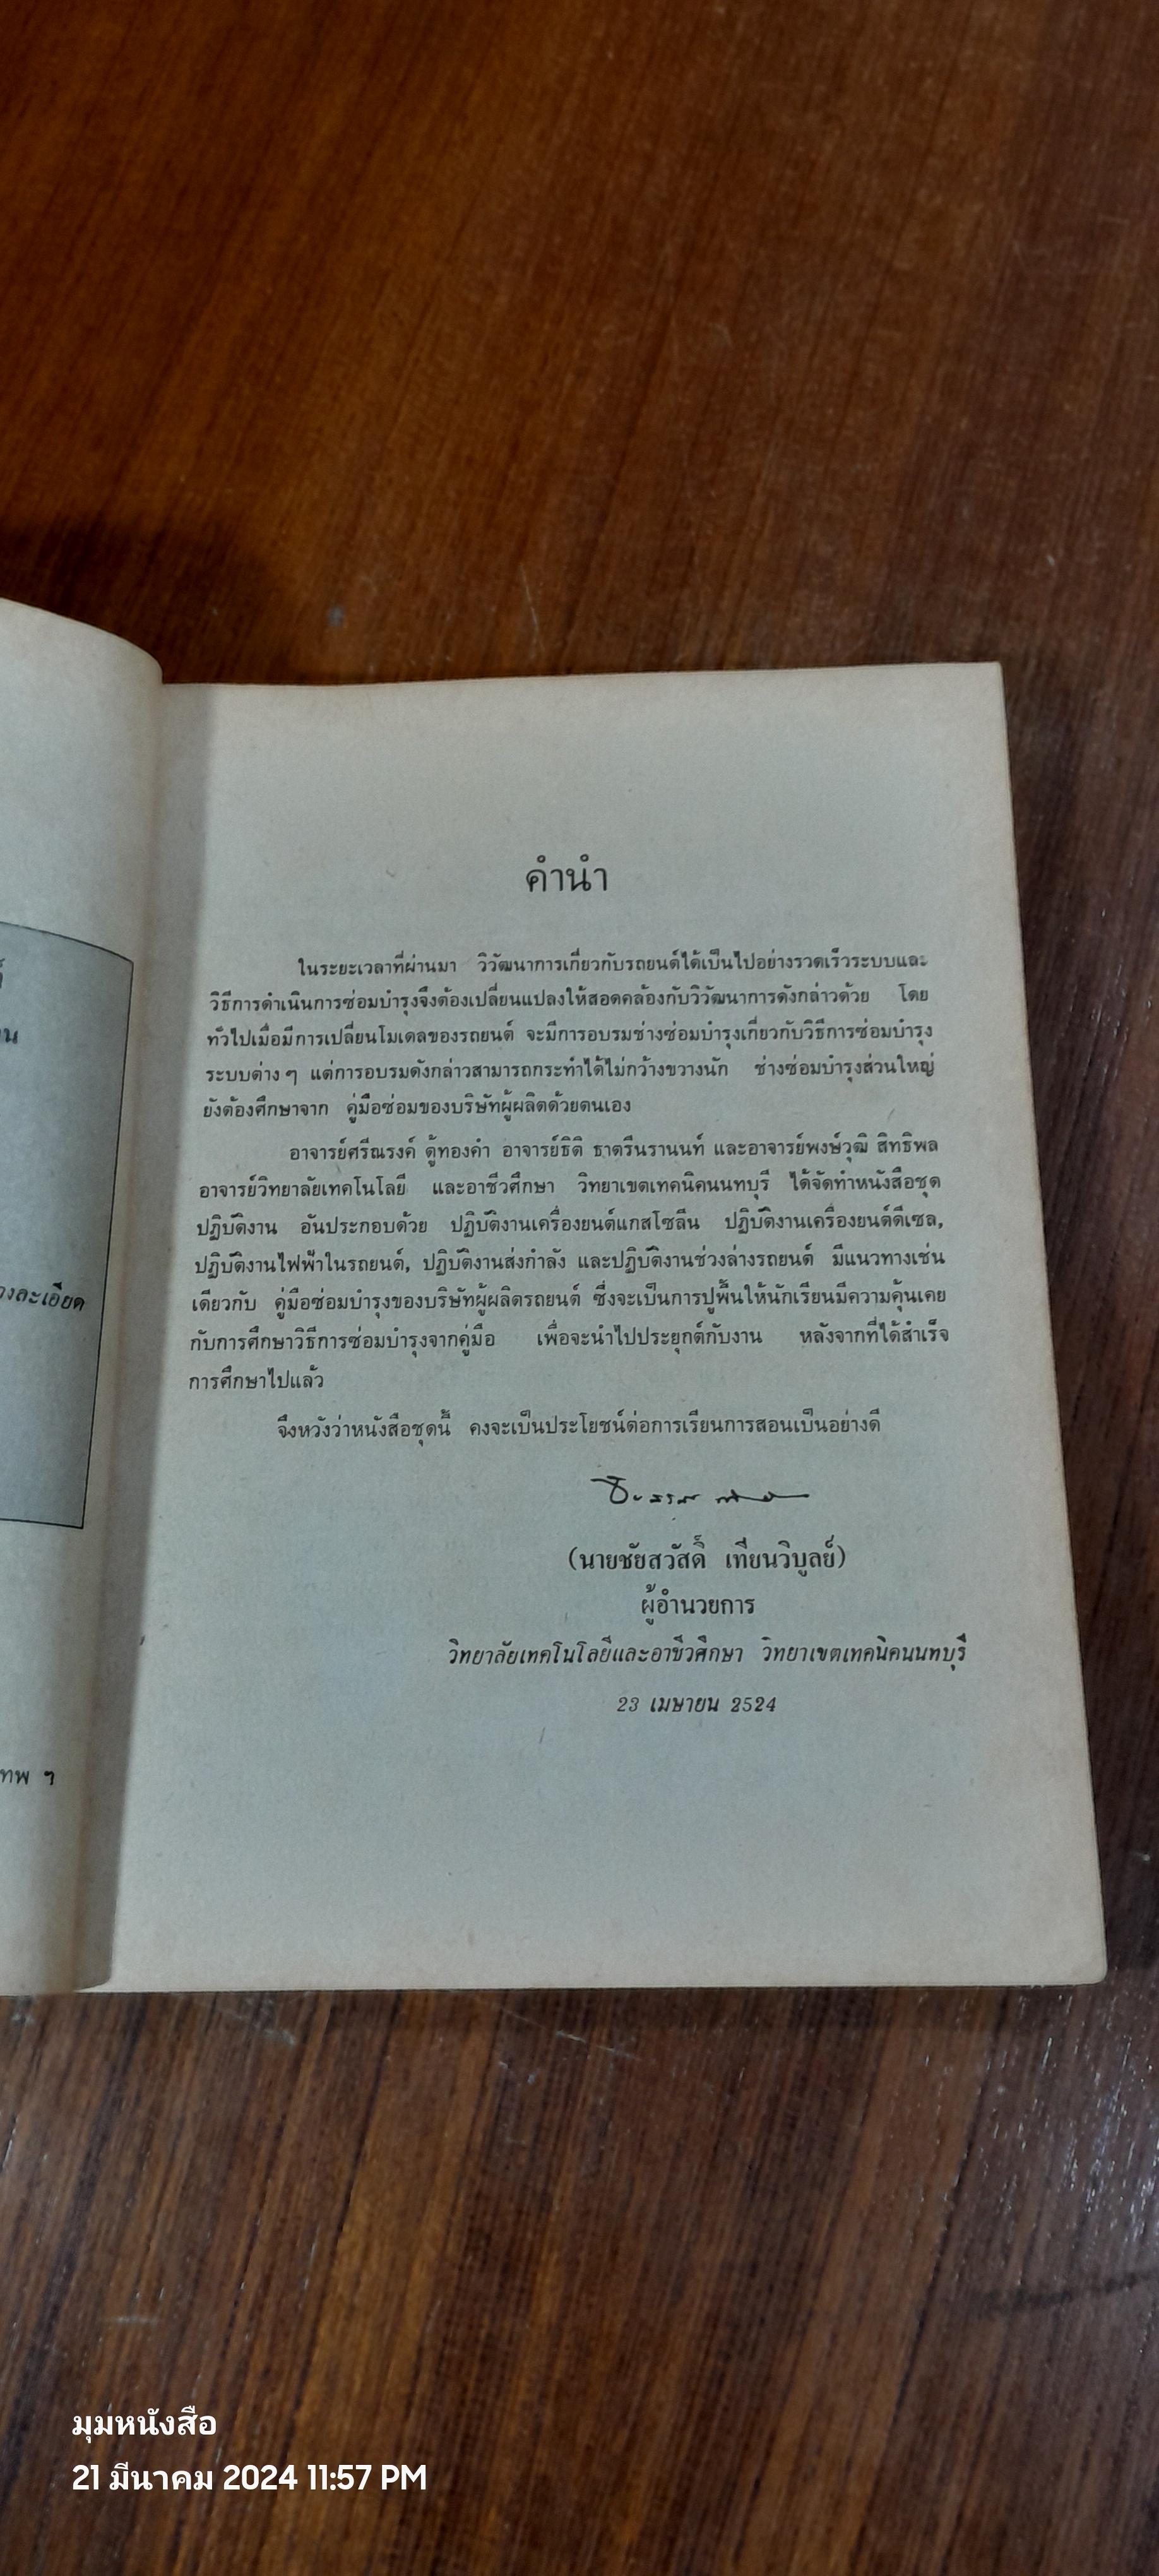 คำนำ
ในระยะเวลาที่ผ่านมา วิวัฒนาการเกี่ยวกับรถยนต์ได้เป็นไปอย่างรวดเร็วระบบและ
วิธีการดำเนินการซ่อมบำรุงจึงต้องเปลี่ยนแปลงให้สอดคล้องกับวิวัฒนาการดังกล่าวด้วย โดย
ทั่วไปเมื่อมีการเปลี่ยนโมเดลของรถยนต์ จะมีการอบรมช่างซ่อมบำรุงเกี่ยวกับวิธีการซ่อมบำรุง
ระบบต่าง ๆ แต่การอบรมดังกล่าวสามารถกระทำได้ไม่กว้างขวางนัก ช่างซ่อมบำรุงส่วนใหญ่
ยังต้องศึกษาจาก คู่มือซ่อมของบริษัทผู้ผลิตด้วยตนเอง
อาจารย์ศรีณรงค์ ตู้ทองคำ อาจารย์ธิติ ธาตรีนรานนท์ และอาจารย์พงษ์วุฒิ สิทธิพล
อาจารย์วิทยาลัยเทคโนโลยี และอาชีวศึกษา วิทยาเขตเทคนิคนนทบุรี ได้จัดทำหนังสือชุด
ปฏิบัติงาน อันประกอบด้วย ปฏิบัติงานเครื่องยนต์แกสโซลีน ปฏิบัติงานเครื่องยนต์ดีเซล,
ปฏิบัติงานไฟฟ้าในรถยนต์, ปฏิบัติงานส่งกำลัง และปฏิบัติงานช่วงล่างรถยนต์ มีแนวทางเช่น
เดียวกับ คู่มือซ่อมบำรุงของบริษัทผู้ผลิตรถยนต์ ซึ่งจะเป็นการปูพื้นให้นักเรียนมีความคุ้นเคย
กับการศึกษาวิธีการซ่อมบำรุงจากคู่มือ เพื่อจะนำไปประยุกต์กับงาน หลังจากที่ได้สำเร็จ
การศึกษาไปแล้ว
จึงหวังว่าหนังสือชุดนี้ คงจะเป็นประโยชน์ต่อการเรียนการสอนเป็นอย่างดี
(นายชัยสวัสดิ์ เทียนวิบูลย์)
ผู้อำนวยการ
วิทยาลัยเทคโนโลยีและอาชีวศึกษา วิทยาเขตเทคนิคนนทบุรี
23 เมษายน 2524
มุมหนังสือ
21 มีนาคม 2024 11:57 PM